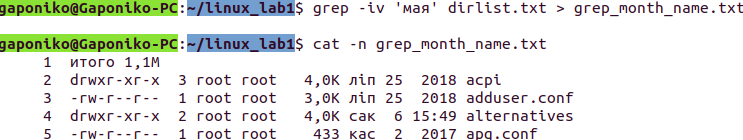 gaponiko@Gaponiko-PC:~/linux_lab1$ grep -iv 'мая' dirlist.txt > grep_month_name.txt
gaponiko@Gaponiko-PC:~/linux_lab1$ cat -n grep_month_name.txt
1 итого 1,1M
2 drwxr-xr-x 3 root root 4,0K ліп 25 2018 acpi
3 -rw-r--r-- 1 root root 3,0K ліп 25 2018 adduser.conf
4 drwxr-xr-x 2 root root 4,0K сак 6 15:49 alternatives
5 -rw-r--r-- 1 root root 433 кас 2 2017 apg.conf